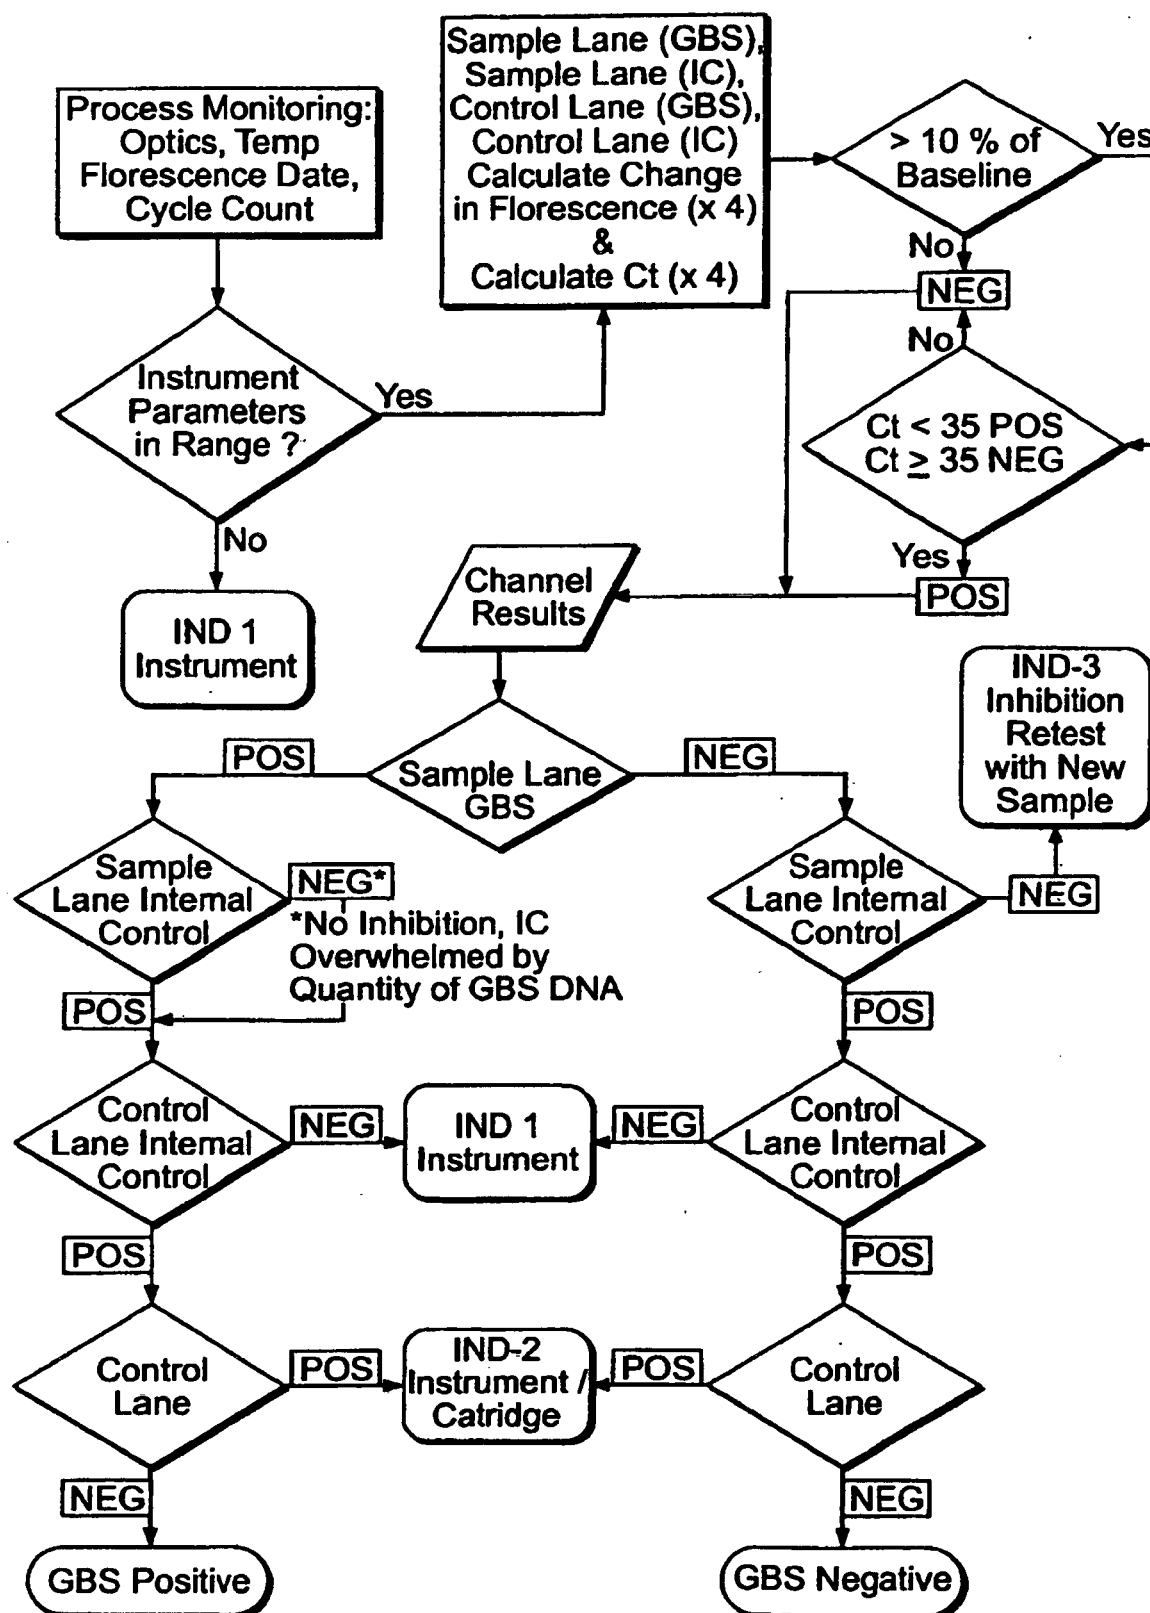 Process Monitoring:
Optics, Temp
Florescence Date,
Cycle Count
Sample Lane (GBS),
Sample Lane (IC),
Control Lane (GBS),
Control Lane (IC)
Calculate Change
in Florescence (x 4)
&
Calculate Ct (x 4)
> 10 % of
Baseline
Yes
No
NEG
No
Instrument
Parameters
in Range ?
Yes
No
IND 1
Instrument
Ct < 35 POS
Ct ≥ 35 NEG
Yes
POS
Channel
Results
IND-3
Inhibition
Retest
with New
Sample
POS
Sample Lane
GBS
NEG
Sample
Lane Internal
Control
NEG*
*No Inhibition, IC
Overwhelmed by
Quantity of GBS DNA
Sample
Lane Internal
Control
NEG
POS
POS
Control
Lane Internal
Control
NEG
IND 1
Instrument
NEG
Control
Lane Internal
Control
POS
POS
Control
Lane
POS
IND-2
Instrument /
Catridge
POS
Control
Lane
NEG
NEG
GBS Positive
GBS Negative